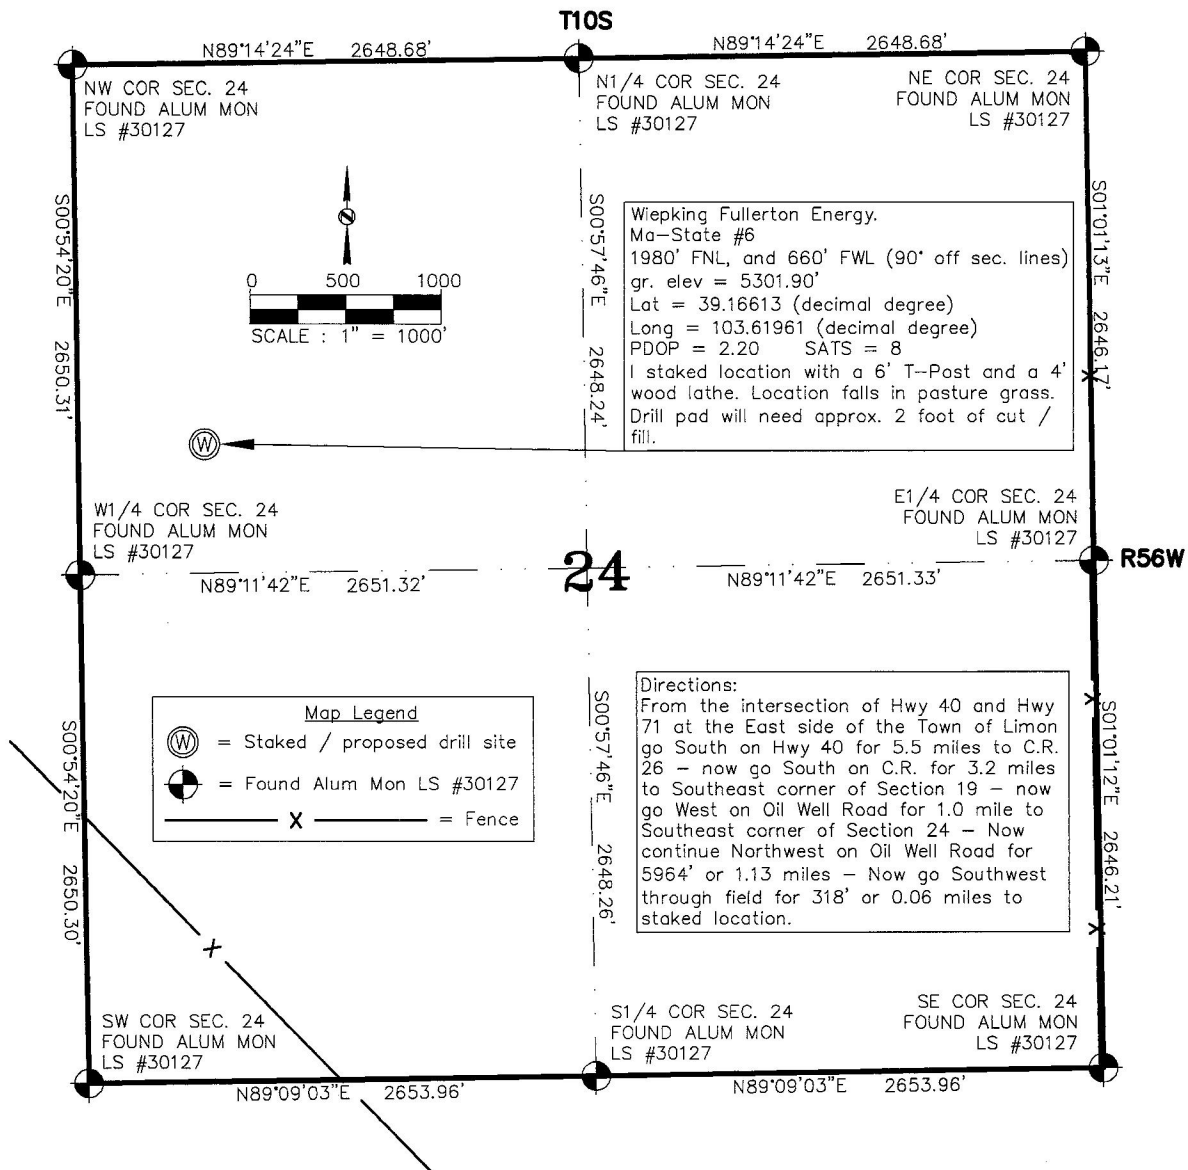 T10S
N89°14'24"E 2648.68'
N89°14'24"E 2648.68'
NW COR SEC. 24
FOUND ALUM MON
LS #30127
N1/4 COR SEC. 24
FOUND ALUM MON
LS #30127
NE COR SEC. 24
FOUND ALUM MON
LS #30127
S00°54'20"E 2650.31'
S00°57'46"E 2648.24'
S01°01'13"E 2646.17'
N
0 500 1000
SCALE : 1" = 1000'
Wiepking Fullerton Energy.
Ma-State #6
1980' FNL, and 660' FWL (90° off sec. lines)
gr. elev = 5301.90'
Lat = 39.16613 (decimal degree)
Long = 103.61961 (decimal degree)
PDOP = 2.20 SATS = 8
I staked location with a 6' T-Post and a 4'
wood lathe. Location falls in pasture grass.
Drill pad will need approx. 2 foot of cut /
fill.
W
X
W1/4 COR SEC. 24
FOUND ALUM MON
LS #30127
E1/4 COR SEC. 24
FOUND ALUM MON
LS #30127
24
R56W
N89°11'42"E 2651.32'
N89°11'42"E 2651.33'
Map Legend
W = Staked / proposed drill site
= Found Alum Mon LS #30127
X = Fence
Directions:
From the intersection of Hwy 40 and Hwy
71 at the East side of the Town of Limon
go South on Hwy 40 for 5.5 miles to C.R.
26 - now go South on C.R. for 3.2 miles
to Southeast corner of Section 19 - now
go West on Oil Well Road for 1.0 mile to
Southeast corner of Section 24 - Now
continue Northwest on Oil Well Road for
5964' or 1.13 miles - Now go Southwest
through field for 318' or 0.06 miles to
staked location.
S00°54'20"E 2650.30'
S00°57'46"E 2648.26'
S01°01'12"E 2646.21'
X
X
X
SW COR SEC. 24
FOUND ALUM MON
LS #30127
S1/4 COR SEC. 24
FOUND ALUM MON
LS #30127
SE COR SEC. 24
FOUND ALUM MON
LS #30127
N89°09'03"E 2653.96'
N89°09'03"E 2653.96'